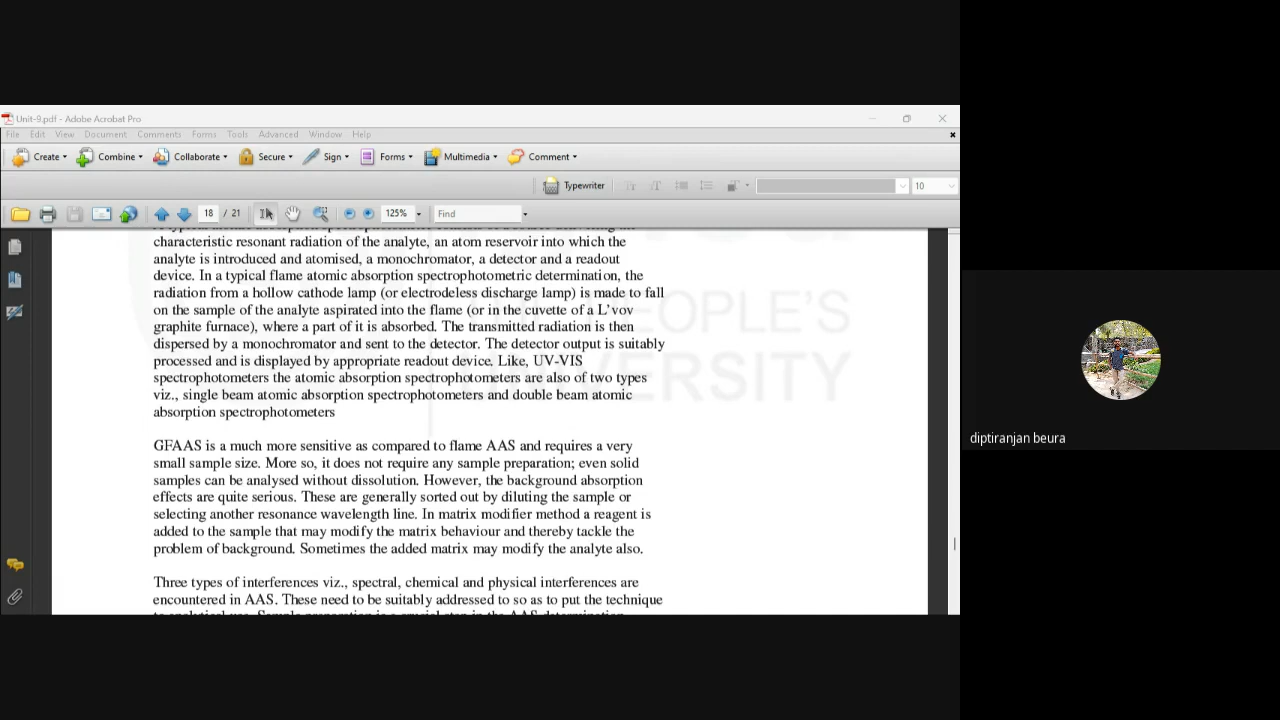 Unit-9.pdf - Adobe Acrobat Pro
File Edit View Document Comments Forms Tools Advanced Window Help
Create Combine Collaborate Secure Sign Forms Multimedia Comment
Typewriter 10
18 / 21 125% Find
characteristic resonant radiation of the analyte, an atom reservoir into which the
analyte is introduced and atomised, a monochromator, a detector and a readout
device. In a typical flame atomic absorption spectrophotometric determination, the
radiation from a hollow cathode lamp (or electrodeless discharge lamp) is made to fall
on the sample of the analyte aspirated into the flame (or in the cuvette of a L'vov
graphite furnace), where a part of it is absorbed. The transmitted radiation is then
dispersed by a monochromator and sent to the detector. The detector output is suitably
processed and is displayed by appropriate readout device. Like, UV-VIS
spectrophotometers the atomic absorption spectrophotometers are also of two types
viz., single beam atomic absorption spectrophotometers and double beam atomic
absorption spectrophotometers
PEOPLE'S
UNIVERSITY
GFAAS is a much more sensitive as compared to flame AAS and requires a very
small sample size. More so, it does not require any sample preparation; even solid
samples can be analysed without dissolution. However, the background absorption
effects are quite serious. These are generally sorted out by diluting the sample or
selecting another resonance wavelength line. In matrix modifier method a reagent is
added to the sample that may modify the matrix behaviour and thereby tackle the
problem of background. Sometimes the added matrix may modify the analyte also.
Three types of interferences viz., spectral, chemical and physical interferences are
encountered in AAS. These need to be suitably addressed to so as to put the technique
diptiranjan beura